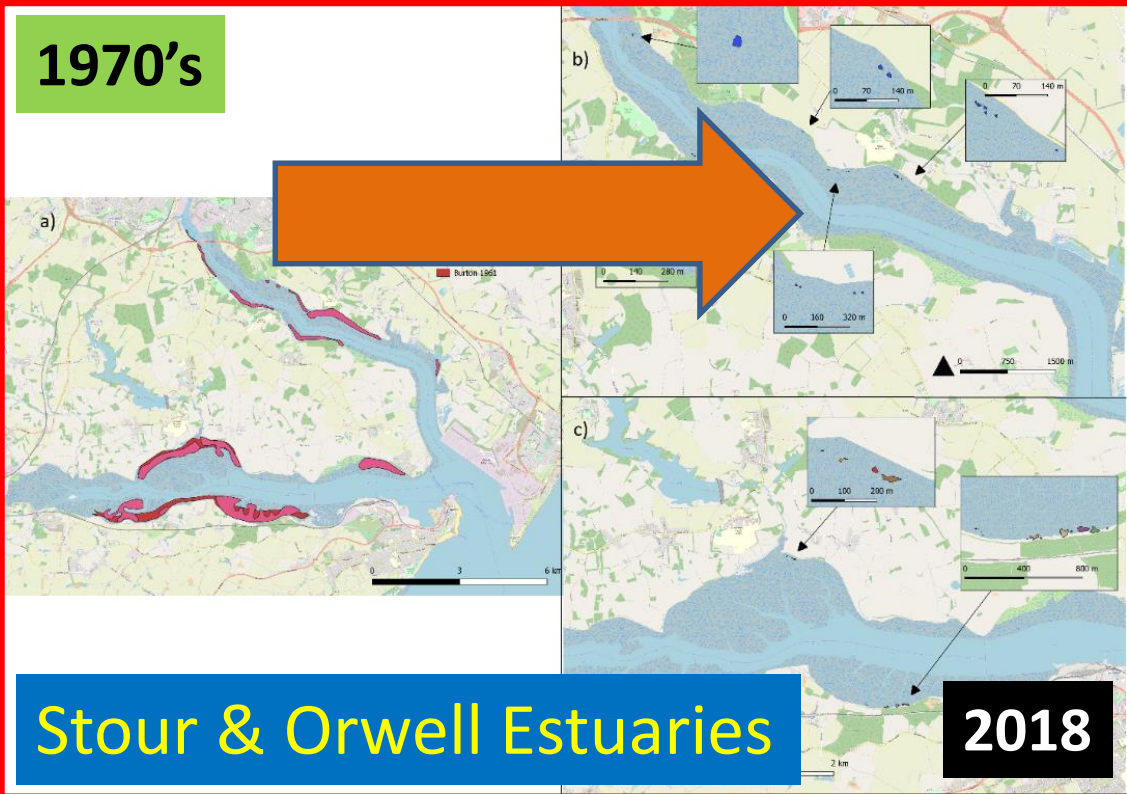 1970's
a)
Burton 1961
0 3 6 km
b)
0 70 140 m
0 70 140 m
0 140 280 m
0 160 320 m
0 750 1500 m
c)
0 100 200 m
0 400 800 m
2 km
Stour & Orwell Estuaries
2018